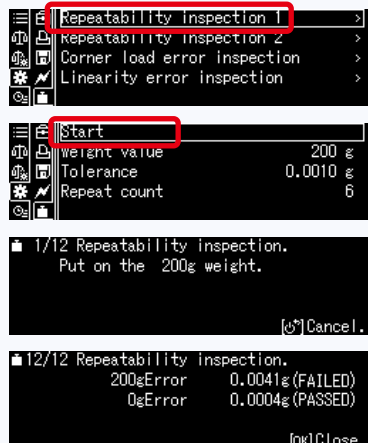 Repeatability inspection 1 >
Repeatability inspection 2 >
Corner load error inspection >
Linearity error inspection >
Start
Weight value 200 g
Tolerance 0.0010 g
Repeat count 6
1/12 Repeatability inspection.
Put on the 200g weight.
[⏻]Cancel.
12/12 Repeatability inspection.
200gError 0.0041g(FAILED)
0gError 0.0004g(PASSED)
[OK]Close